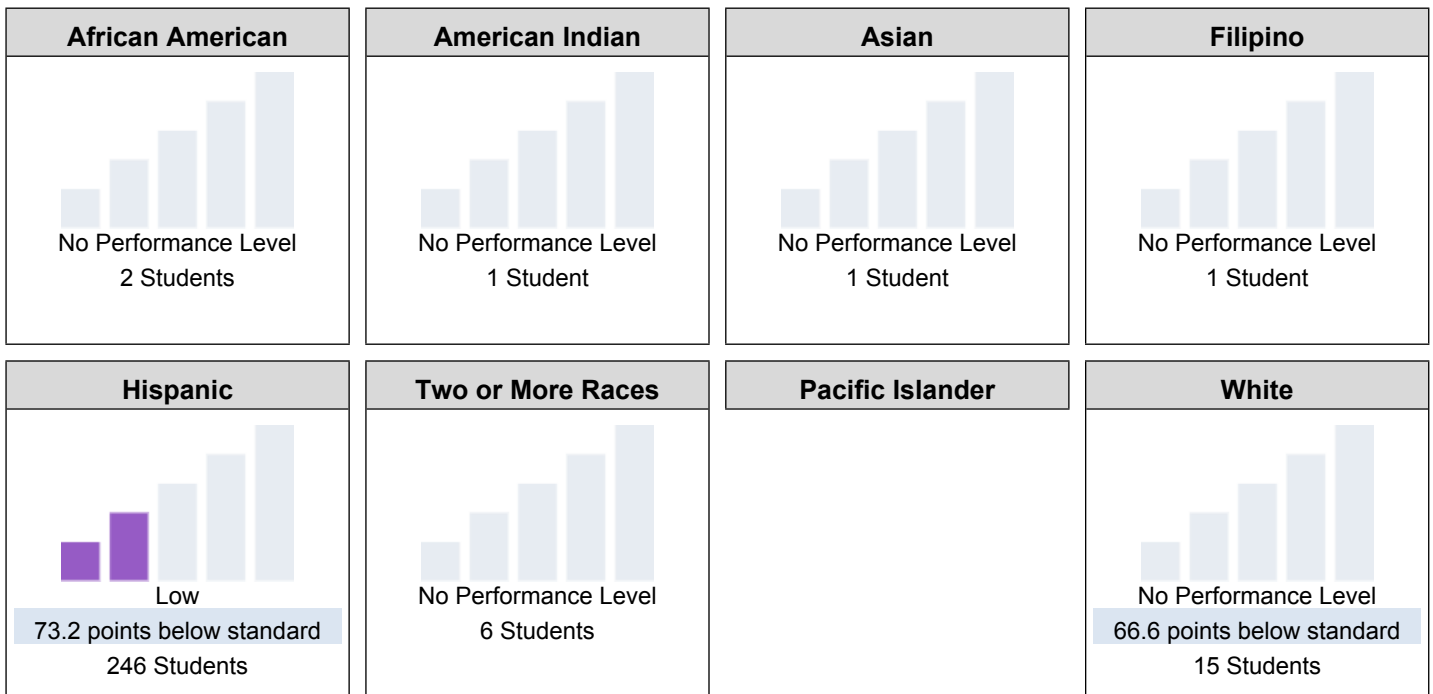 African American
No Performance Level
2 Students
American Indian
No Performance Level
1 Student
Asian
No Performance Level
1 Student
Filipino
No Performance Level
1 Student
Hispanic
Low
73.2 points below standard
246 Students
Two or More Races
No Performance Level
6 Students
Pacific Islander
White
No Performance Level
66.6 points below standard
15 Students